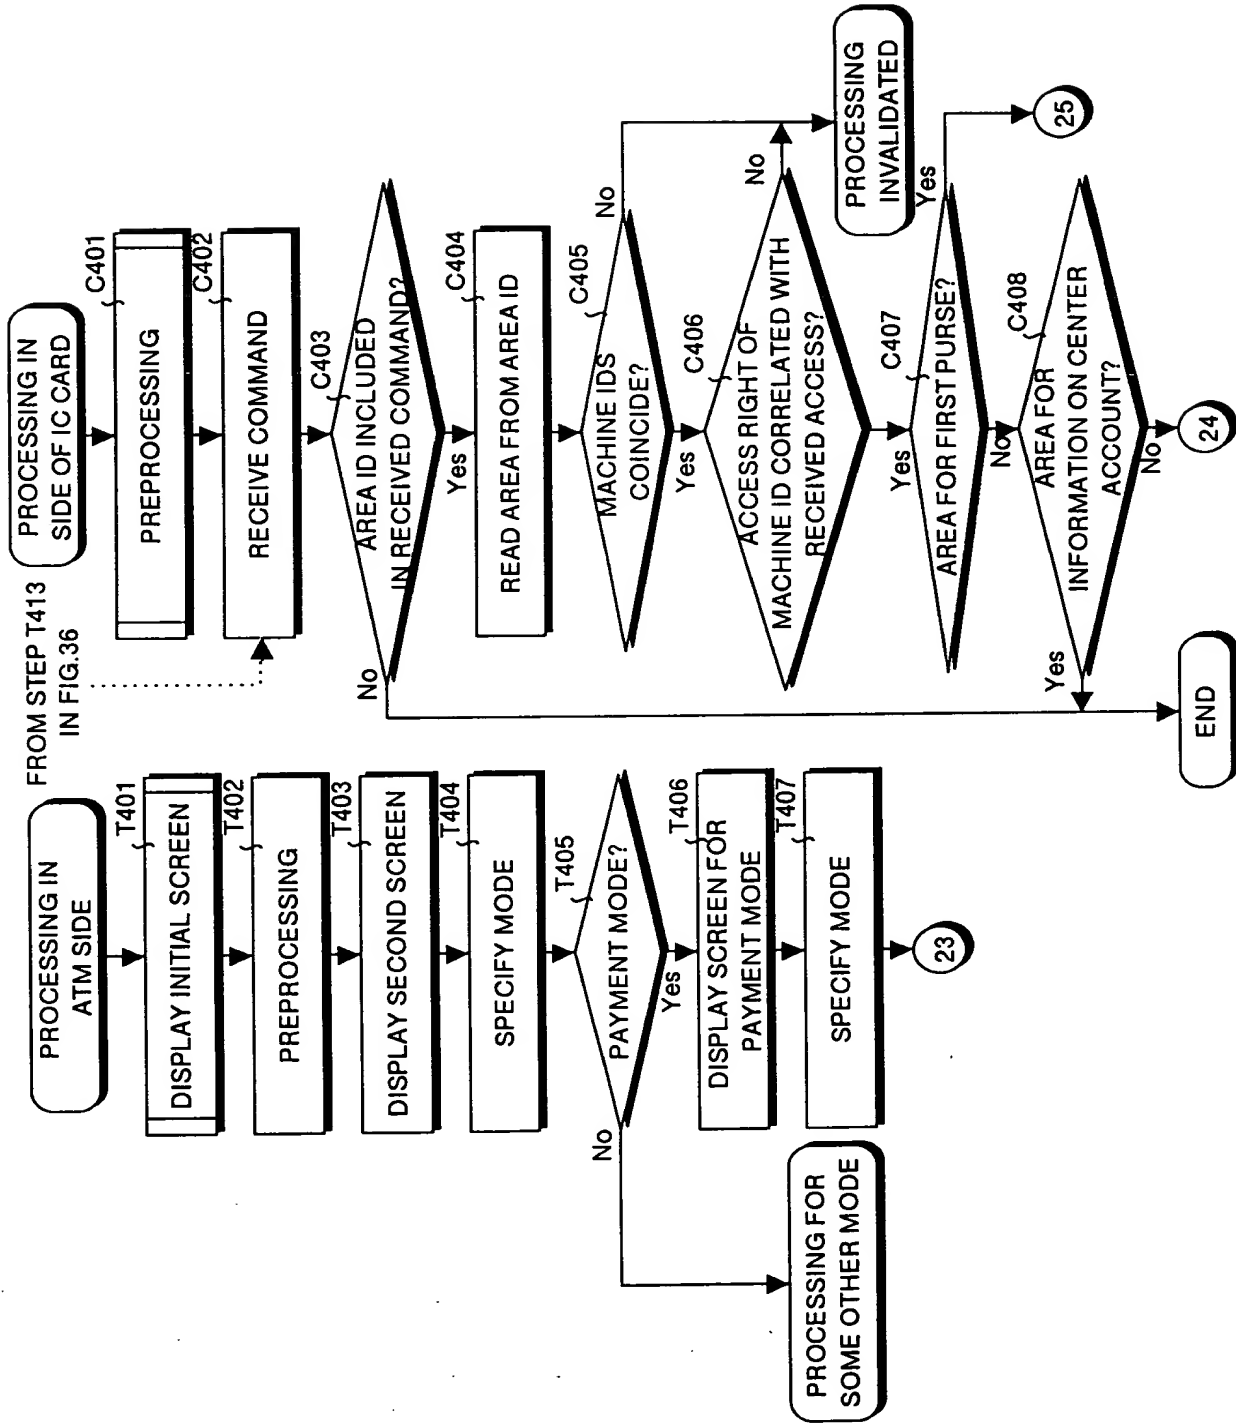 PROCESSING IN
ATM SIDE
T401
DISPLAY INITIAL SCREEN
T402
PREPROCESSING
T403
DISPLAY SECOND SCREEN
T404
SPECIFY MODE
T405
PAYMENT MODE?
No
Yes
T406
DISPLAY SCREEN FOR
PAYMENT MODE
T407
SPECIFY MODE
23
PROCESSING FOR
SOME OTHER MODE
FROM STEP T413
IN FIG.36
PROCESSING IN
SIDE OF IC CARD
C401
PREPROCESSING
C402
RECEIVE COMMAND
C403
AREA ID INCLUDED
IN RECEIVED COMMAND?
No
Yes
C404
READ AREA FROM AREA ID
C405
MACHINE IDS
COINCIDE?
No
Yes
C406
ACCESS RIGHT OF
MACHINE ID CORRELATED WITH
RECEIVED ACCESS?
No
Yes
PROCESSING
INVALIDATED
C407
AREA FOR FIRST PURSE?
Yes
No
25
C408
AREA FOR
INFORMATION ON CENTER
ACCOUNT?
Yes
No
24
END